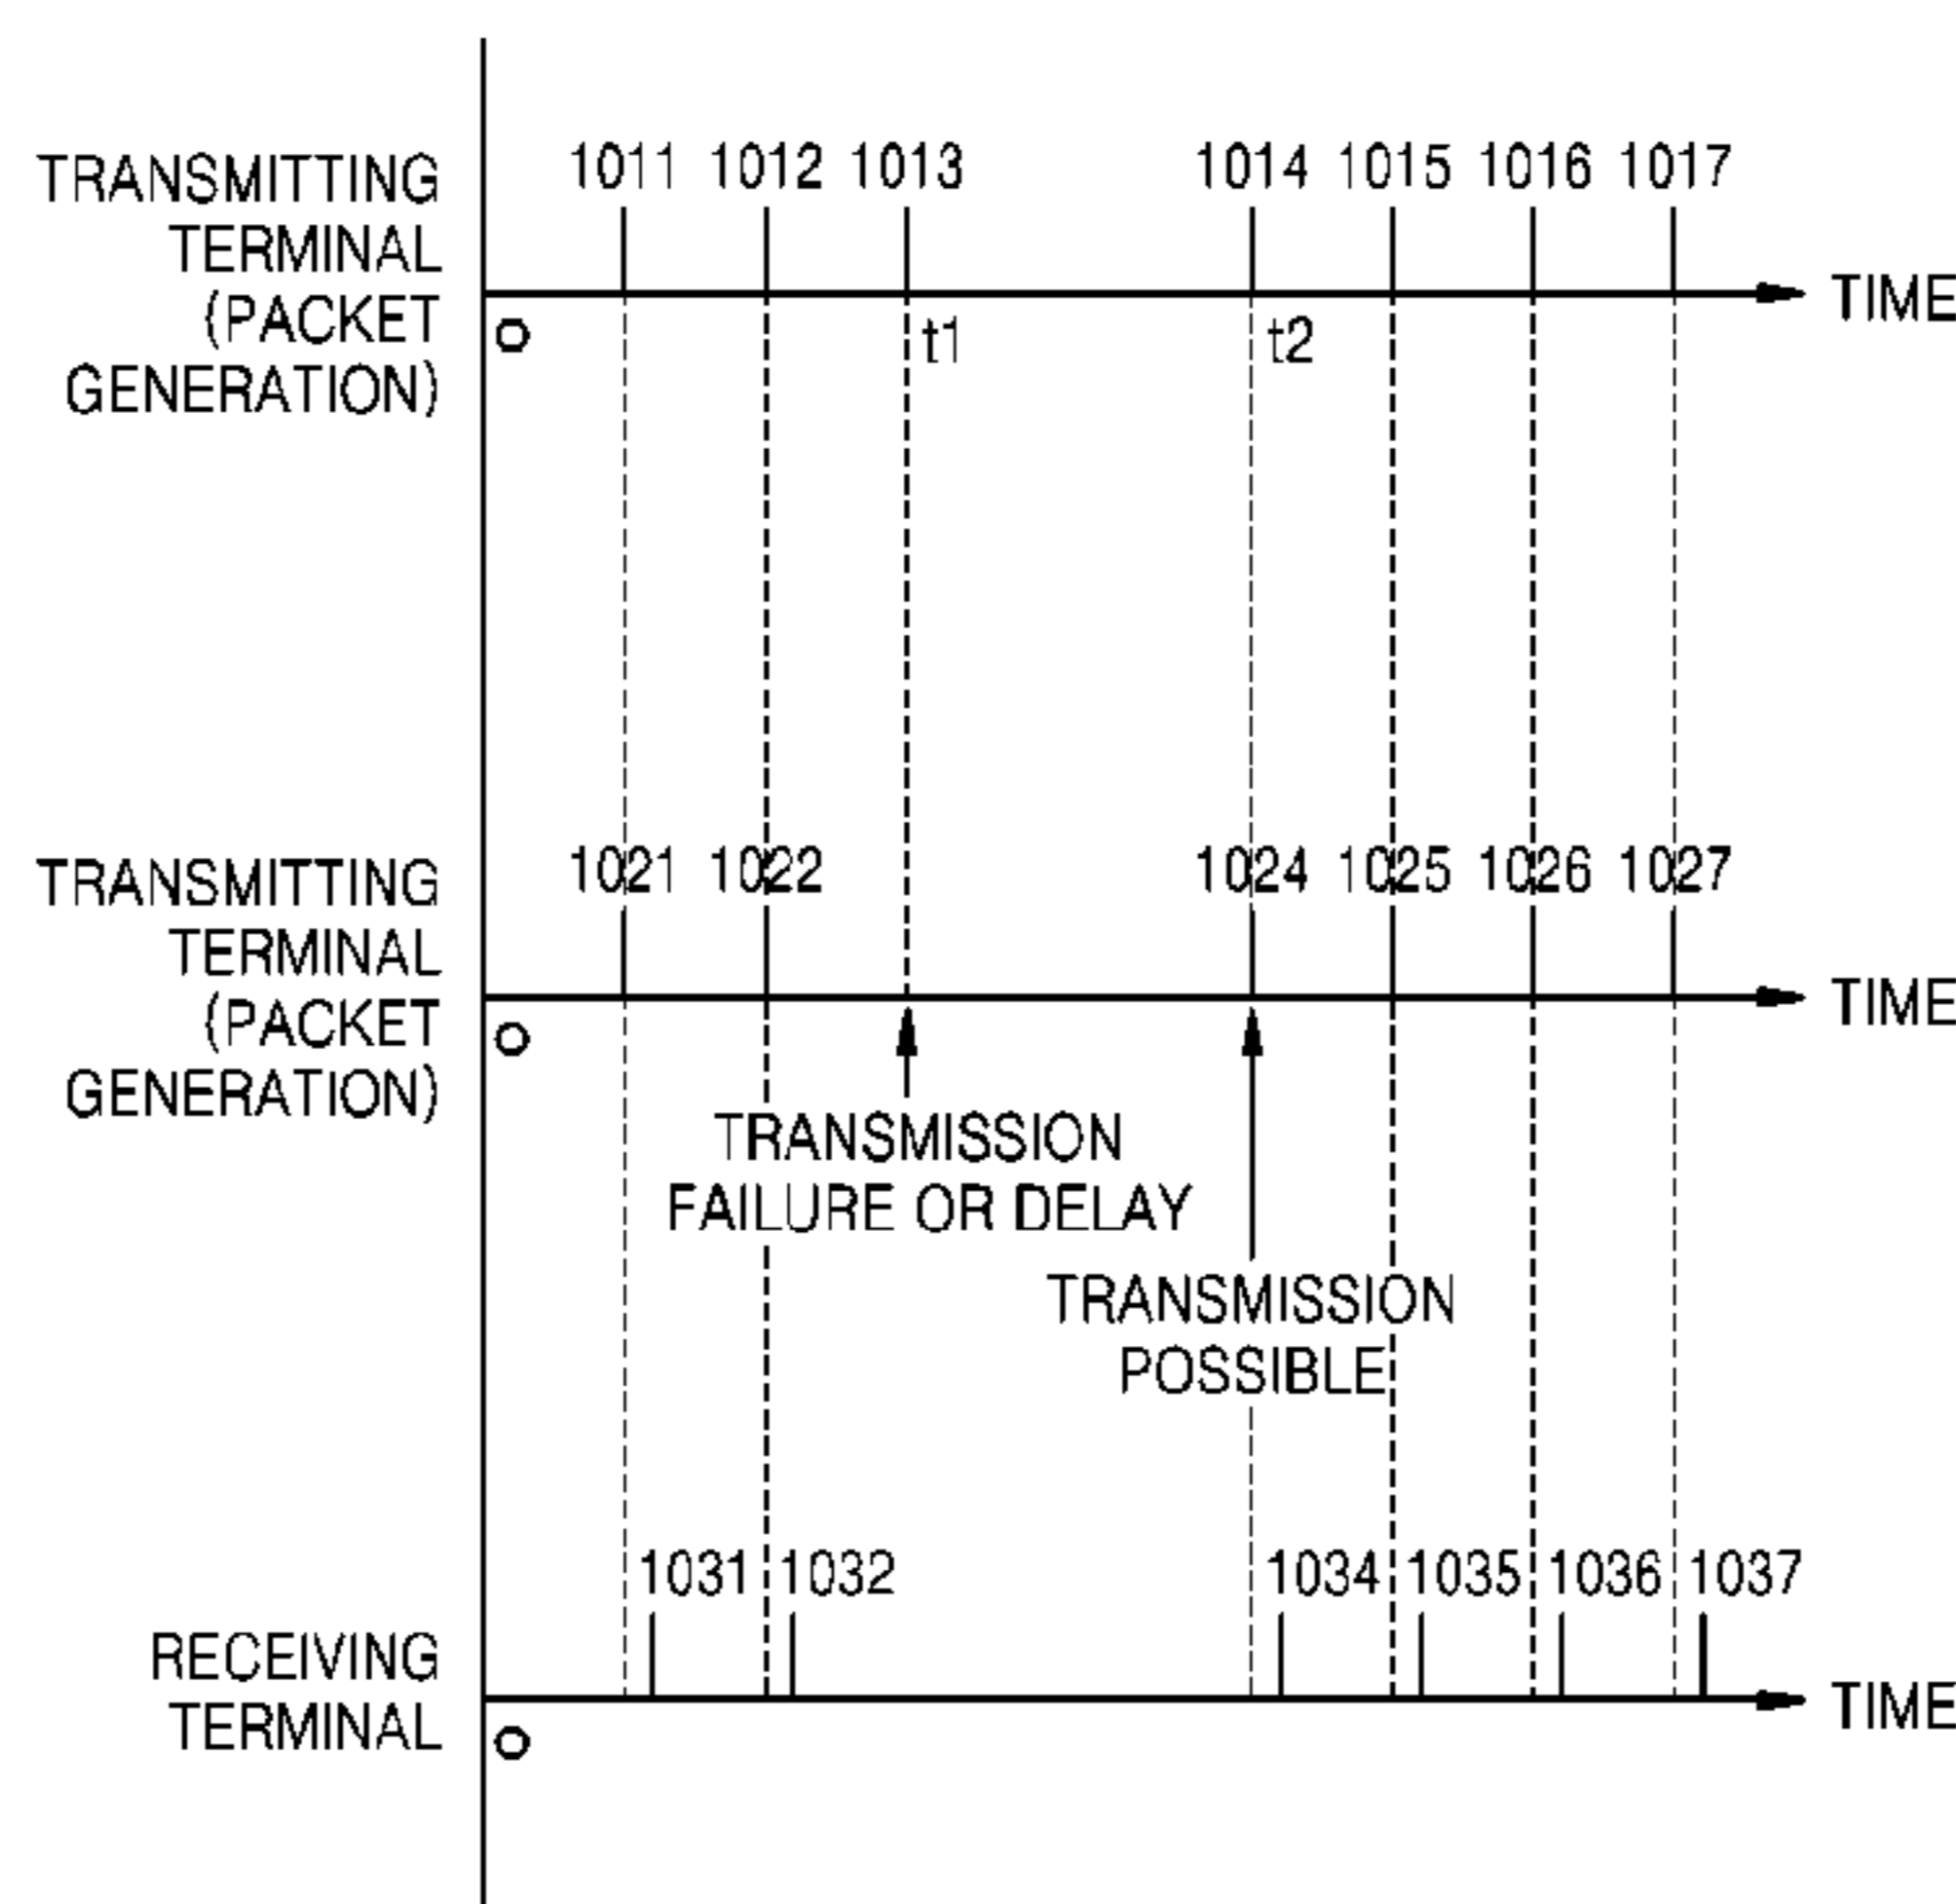 1011 1012 1013 1014 1015 1016 1017
TRANSMITTING
TERMINAL
(PACKET
GENERATION)
TIME
O
t1
t2
1021 1022 1024 1025 1026 1027
TRANSMITTING
TERMINAL
(PACKET
GENERATION)
TIME
O
TRANSMISSION
FAILURE OR DELAY
TRANSMISSION
POSSIBLE
1031 1032 1034 1035 1036 1037
RECEIVING
TERMINAL
TIME
O